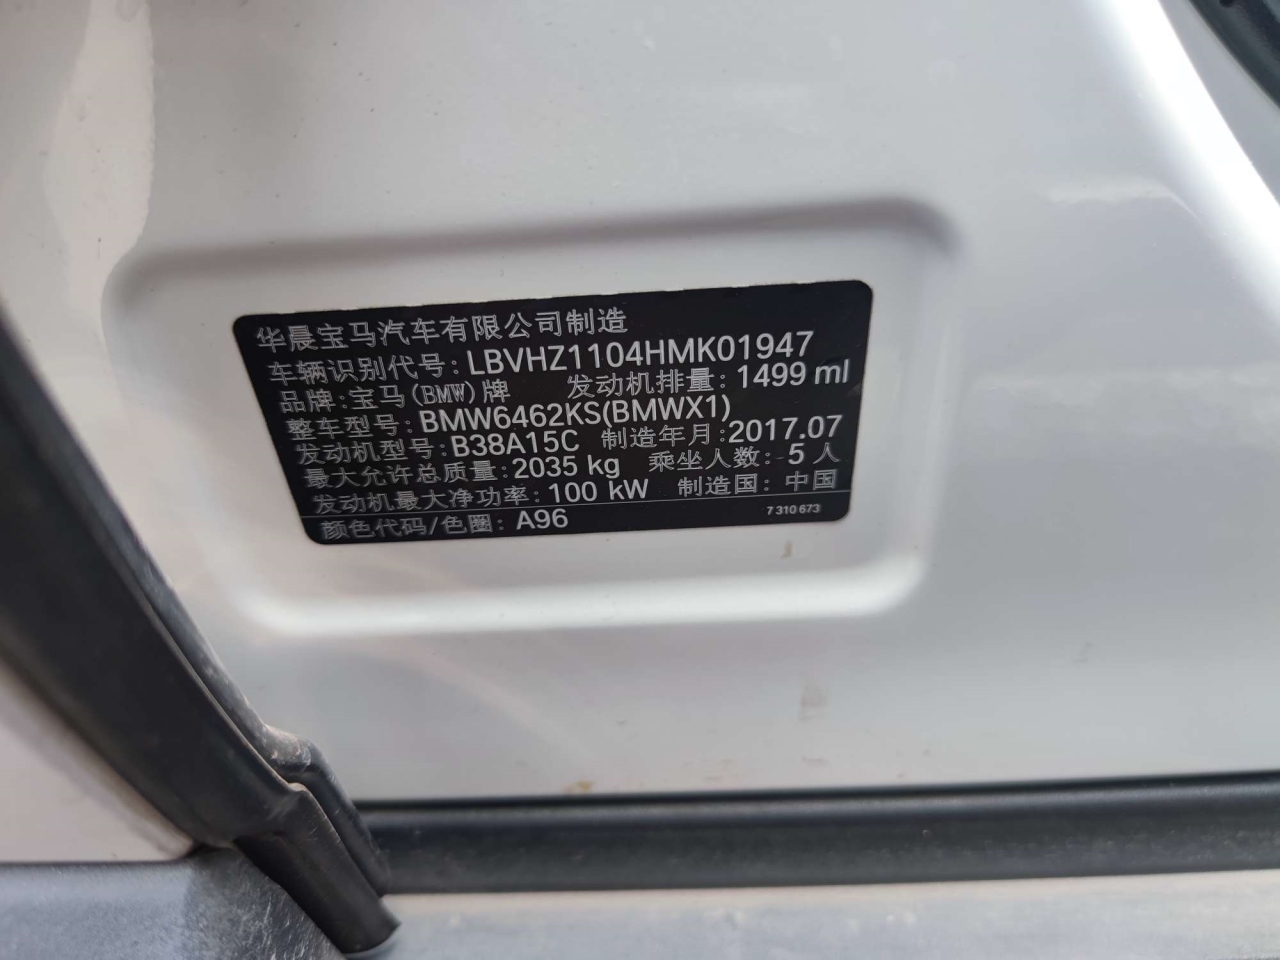 华晨宝马汽车有限公司制造
车辆识别代号: LBVHZ1104HMK01947
品牌: 宝马(BMW)牌 发动机排量: 1499 ml
整车型号: BMW6462KS(BMWX1)
发动机型号: B38A15C 制造年月: 2017.07
最大允许总质量: 2035 kg 乘坐人数: 5 人
发动机最大净功率: 100 kW 制造国: 中国
颜色代码/色圈: A96 7 310 673